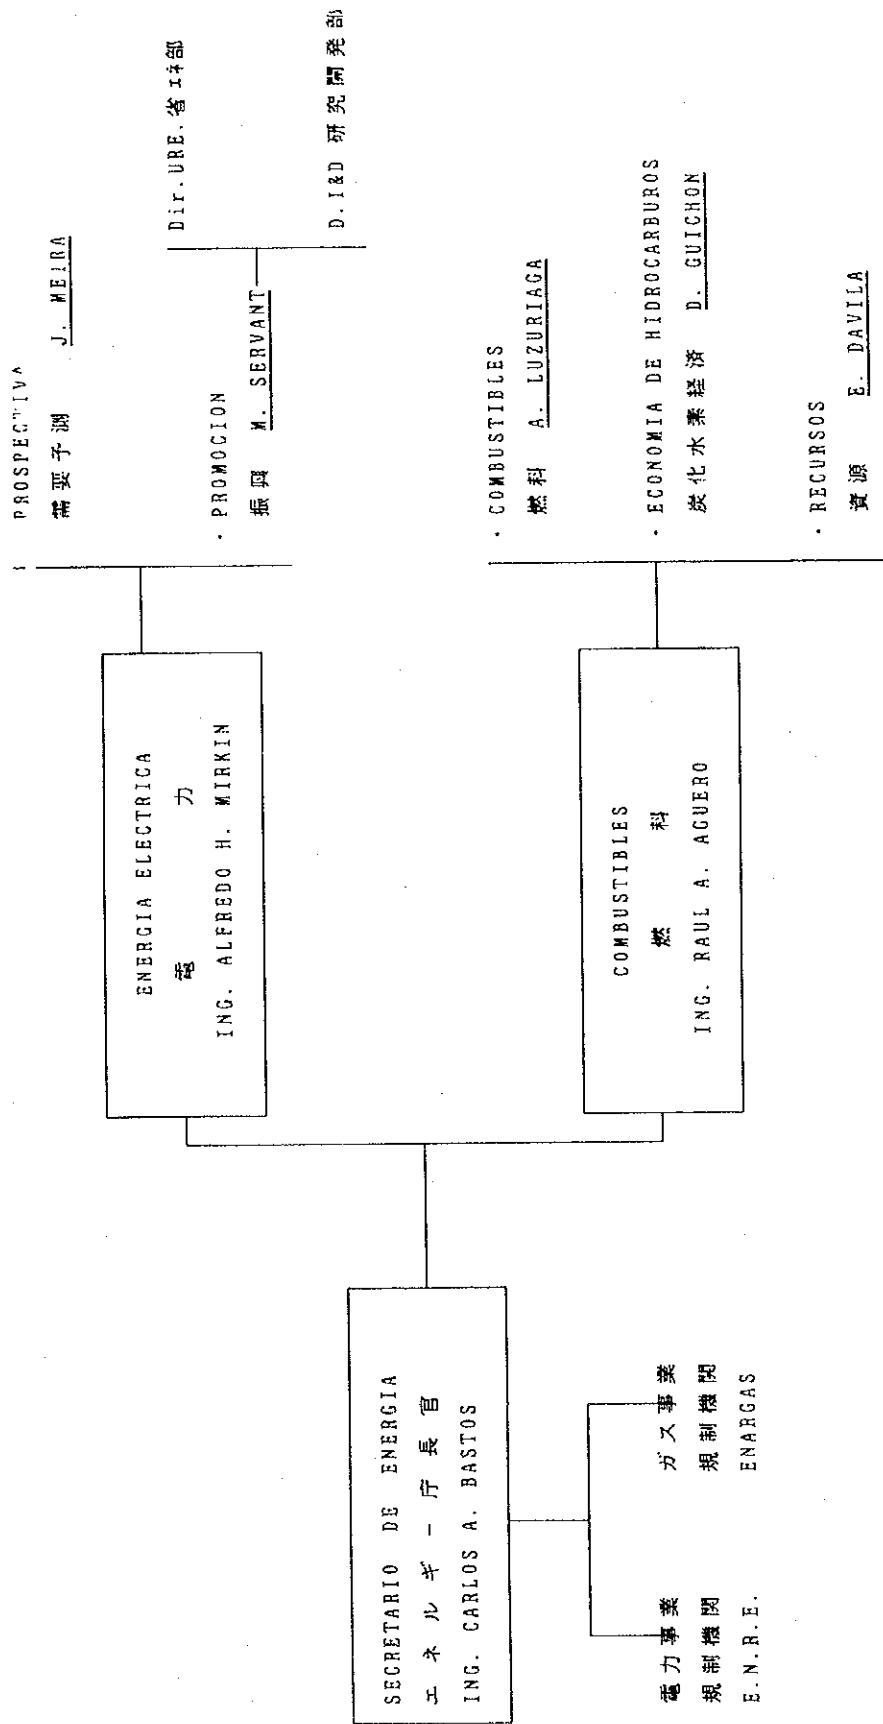 SECRETARIO DE ENERGIA
エネルギー庁長官
ING. CARLOS A. BASTOS
電力事業
規制機関
E.N.R.E.
ガス事業
規制機関
ENARGAS
ENERGIA ELECTRICA
電 力
ING. ALFREDO H. MIRKIN
PROSPECTIVA
需要予測 J. MEIRA
・PROMOCION
振興 M. SERVANT
Dir.URE.省エネ部
D.I&D 研究開発部
COMBUSTIBLES
燃 料
ING. RAUL A. AGUERO
・COMBUSTIBLES
燃料 A. LUZURIAGA
・ECONOMIA DE HIDROCARBUROS
炭化水素経済 D. GUICHON
・RECURSOS
資源 E. DAVILA